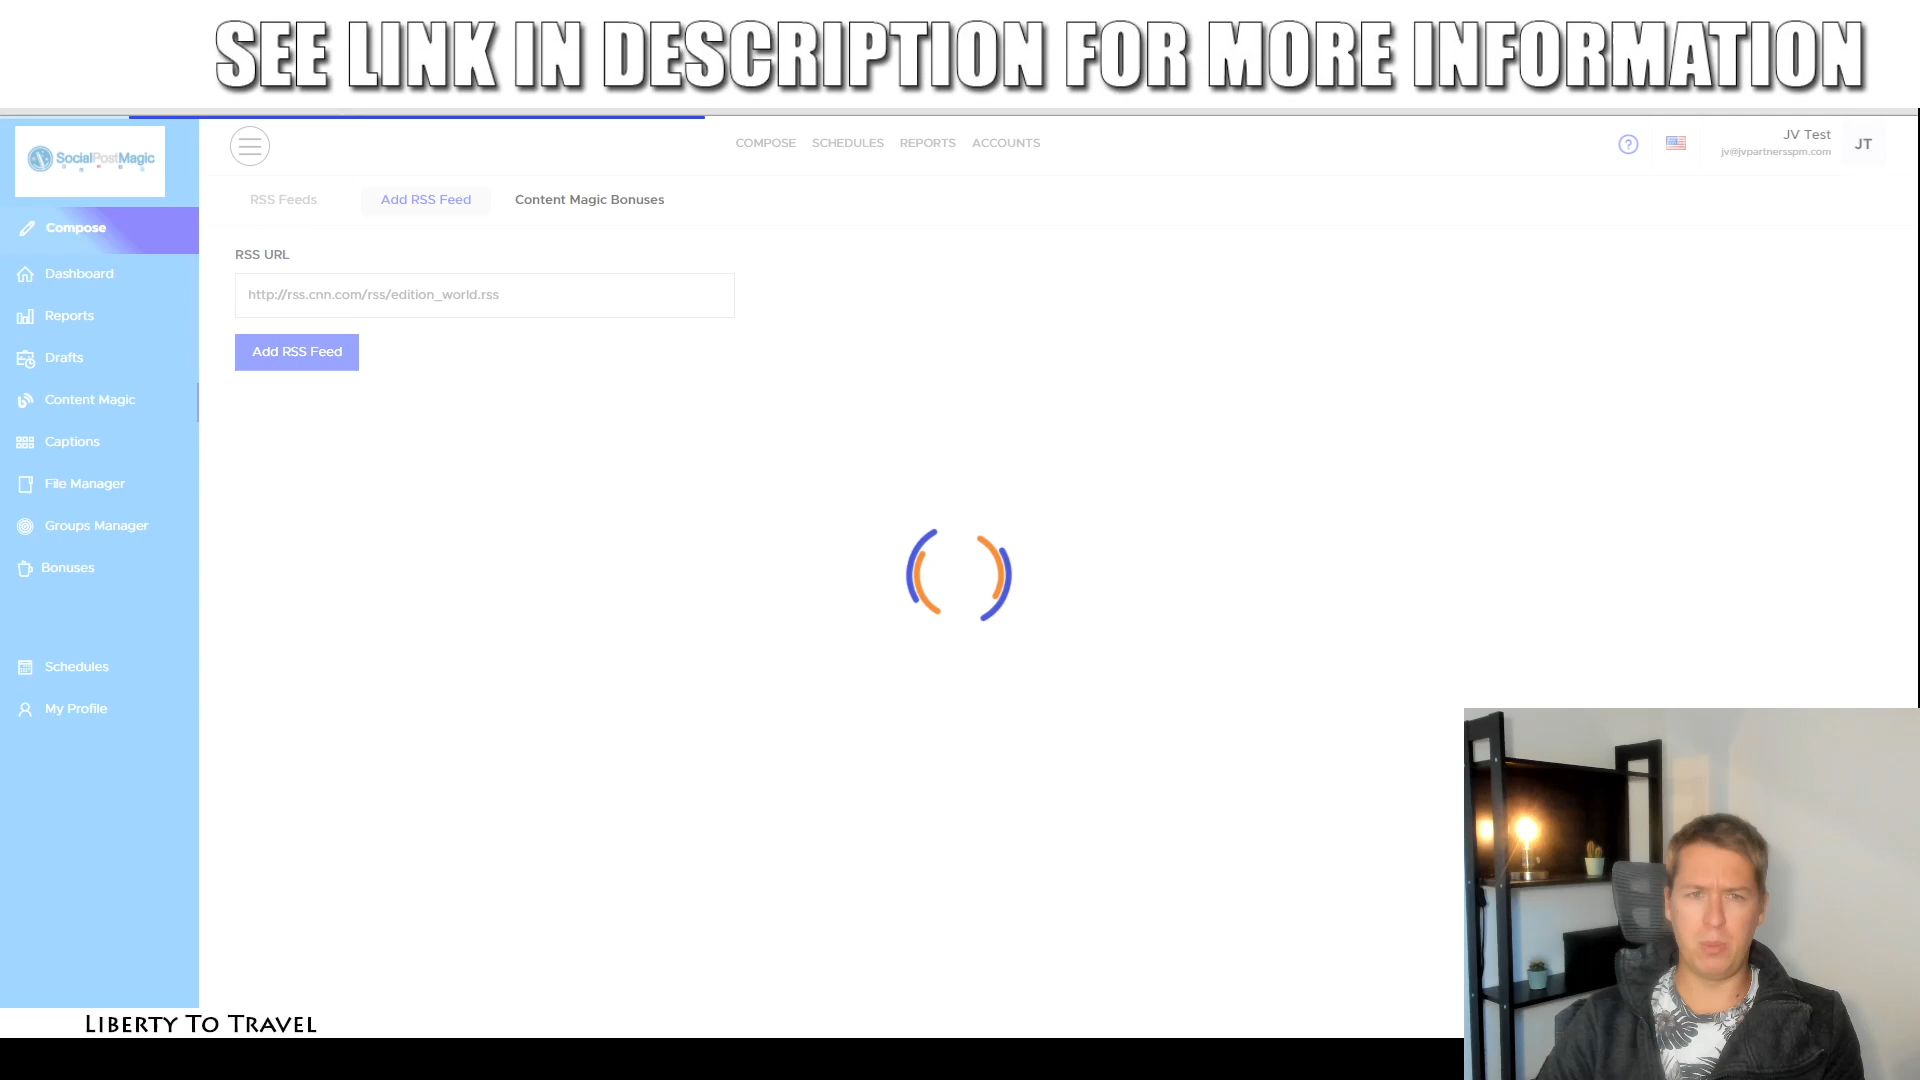 SEE LINK IN DESCRIPTION FOR MORE INFORMATION
SocialPostMagic
COMPOSE SCHEDULES REPORTS ACCOUNTS
?
JV Test
jv@jvpartnersspm.com
JT
RSS Feeds Add RSS Feed Content Magic Bonuses
Compose
Dashboard
Reports
Drafts
Content Magic
Captions
File Manager
Groups Manager
Bonuses
Schedules
My Profile
RSS URL
http://rss.cnn.com/rss/edition_world.rss
Add RSS Feed
LIBERTY TO TRAVEL